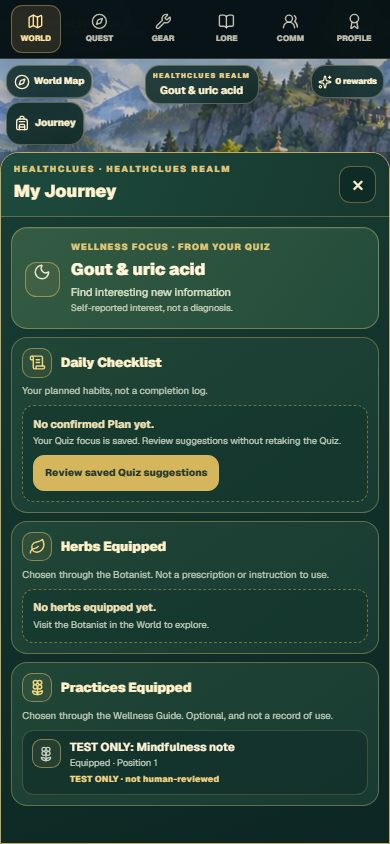 WORLD
QUEST
GEAR
LORE
COMM
PROFILE
World Map
HEALTHCLUES REALM
Gout & uric acid
0 rewards
Journey
HEALTHCLUES · HEALTHCLUES REALM
My Journey
WELLNESS FOCUS · FROM YOUR QUIZ
Gout & uric acid
Find interesting new information
Self-reported interest, not a diagnosis.
Daily Checklist
Your planned habits, not a completion log.
No confirmed Plan yet.
Your Quiz focus is saved. Review suggestions without retaking the Quiz.
Review saved Quiz suggestions
Herbs Equipped
Chosen through the Botanist. Not a prescription or instruction to use.
No herbs equipped yet.
Visit the Botanist in the World to explore.
Practices Equipped
Chosen through the Wellness Guide. Optional, and not a record of use.
TEST ONLY: Mindfulness note
Equipped · Position 1
TEST ONLY · not human-reviewed